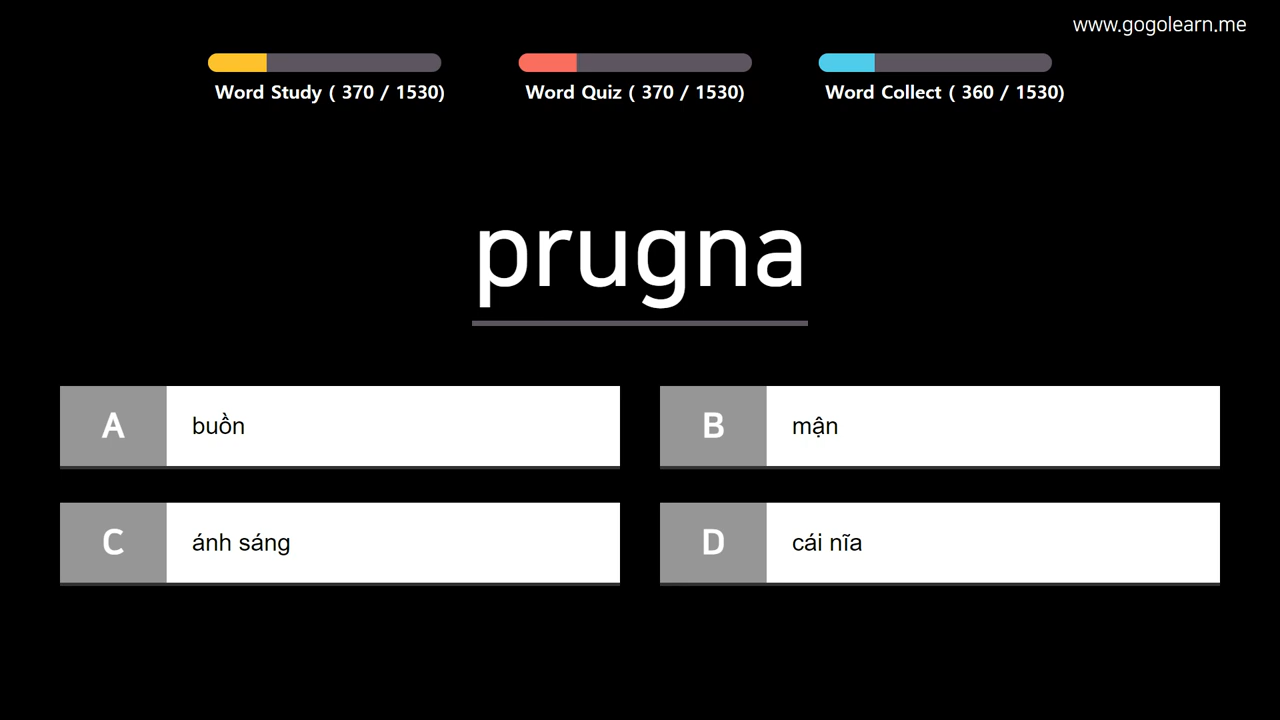 www.gogolearn.me
Word Study ( 370 / 1530)
Word Quiz ( 370 / 1530)
Word Collect ( 360 / 1530)
prugna
A buồn
B mận
C ánh sáng
D cái nĩa